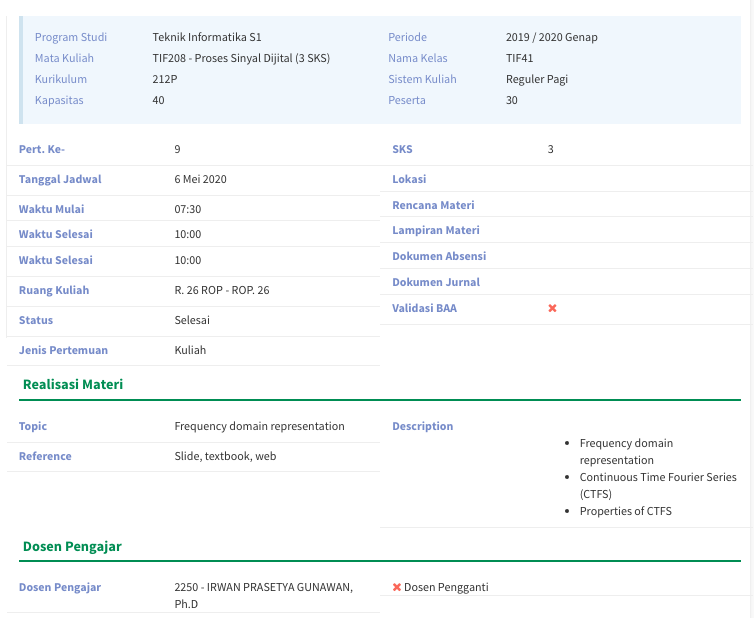 Program Studi Teknik Informatika S1 Periode 2019 / 2020 Genap
Mata Kuliah TIF208 - Proses Sinyal Dijital (3 SKS) Nama Kelas TIF41
Kurikulum 212P Sistem Kuliah Reguler Pagi
Kapasitas 40 Peserta 30
Pert. Ke- 9
Tanggal Jadwal 6 Mei 2020
Waktu Mulai 07:30
Waktu Selesai 10:00
Waktu Selesai 10:00
Ruang Kuliah R. 26 ROP - ROP. 26
Status Selesai
Jenis Pertemuan Kuliah
SKS 3
Lokasi
Rencana Materi
Lampiran Materi
Dokumen Absensi
Dokumen Jurnal
Validasi BAA ✖
Realisasi Materi
Topic Frequency domain representation
Reference Slide, textbook, web
Description
• Frequency domain
representation
• Continuous Time Fourier Series
(CTFS)
• Properties of CTFS
Dosen Pengajar
Dosen Pengajar 2250 - IRWAN PRASETYA GUNAWAN,
Ph.D
✖ Dosen Pengganti